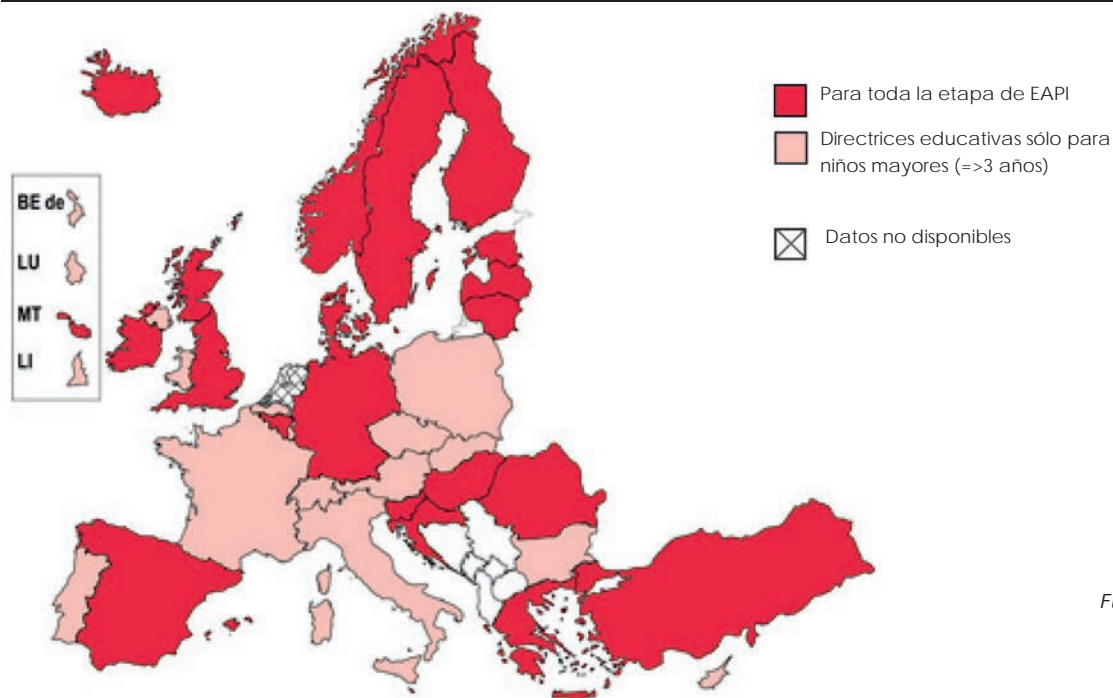 Para toda la etapa de EAPI
Directrices educativas sólo para
niños mayores (=>3 años)
Datos no disponibles
BE de
LU
MT
LI